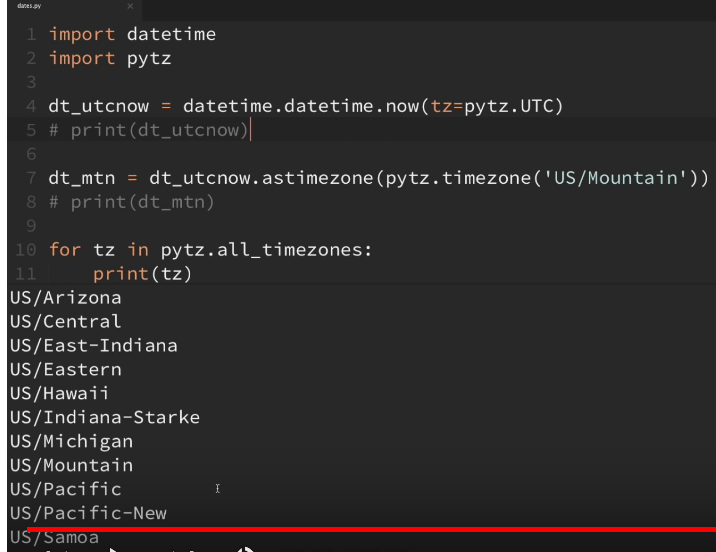 dates.py ×
1 import datetime
2 import pytz
3
4 dt_utcnow = datetime.datetime.now(tz=pytz.UTC)
5 # print(dt_utcnow)
6
7 dt_mtn = dt_utcnow.astimezone(pytz.timezone('US/Mountain'))
8 # print(dt_mtn)
9
10 for tz in pytz.all_timezones:
11     print(tz)
US/Arizona
US/Central
US/East-Indiana
US/Eastern
US/Hawaii
US/Indiana-Starke
US/Michigan
US/Mountain
US/Pacific
US/Pacific-New
US/Samoa